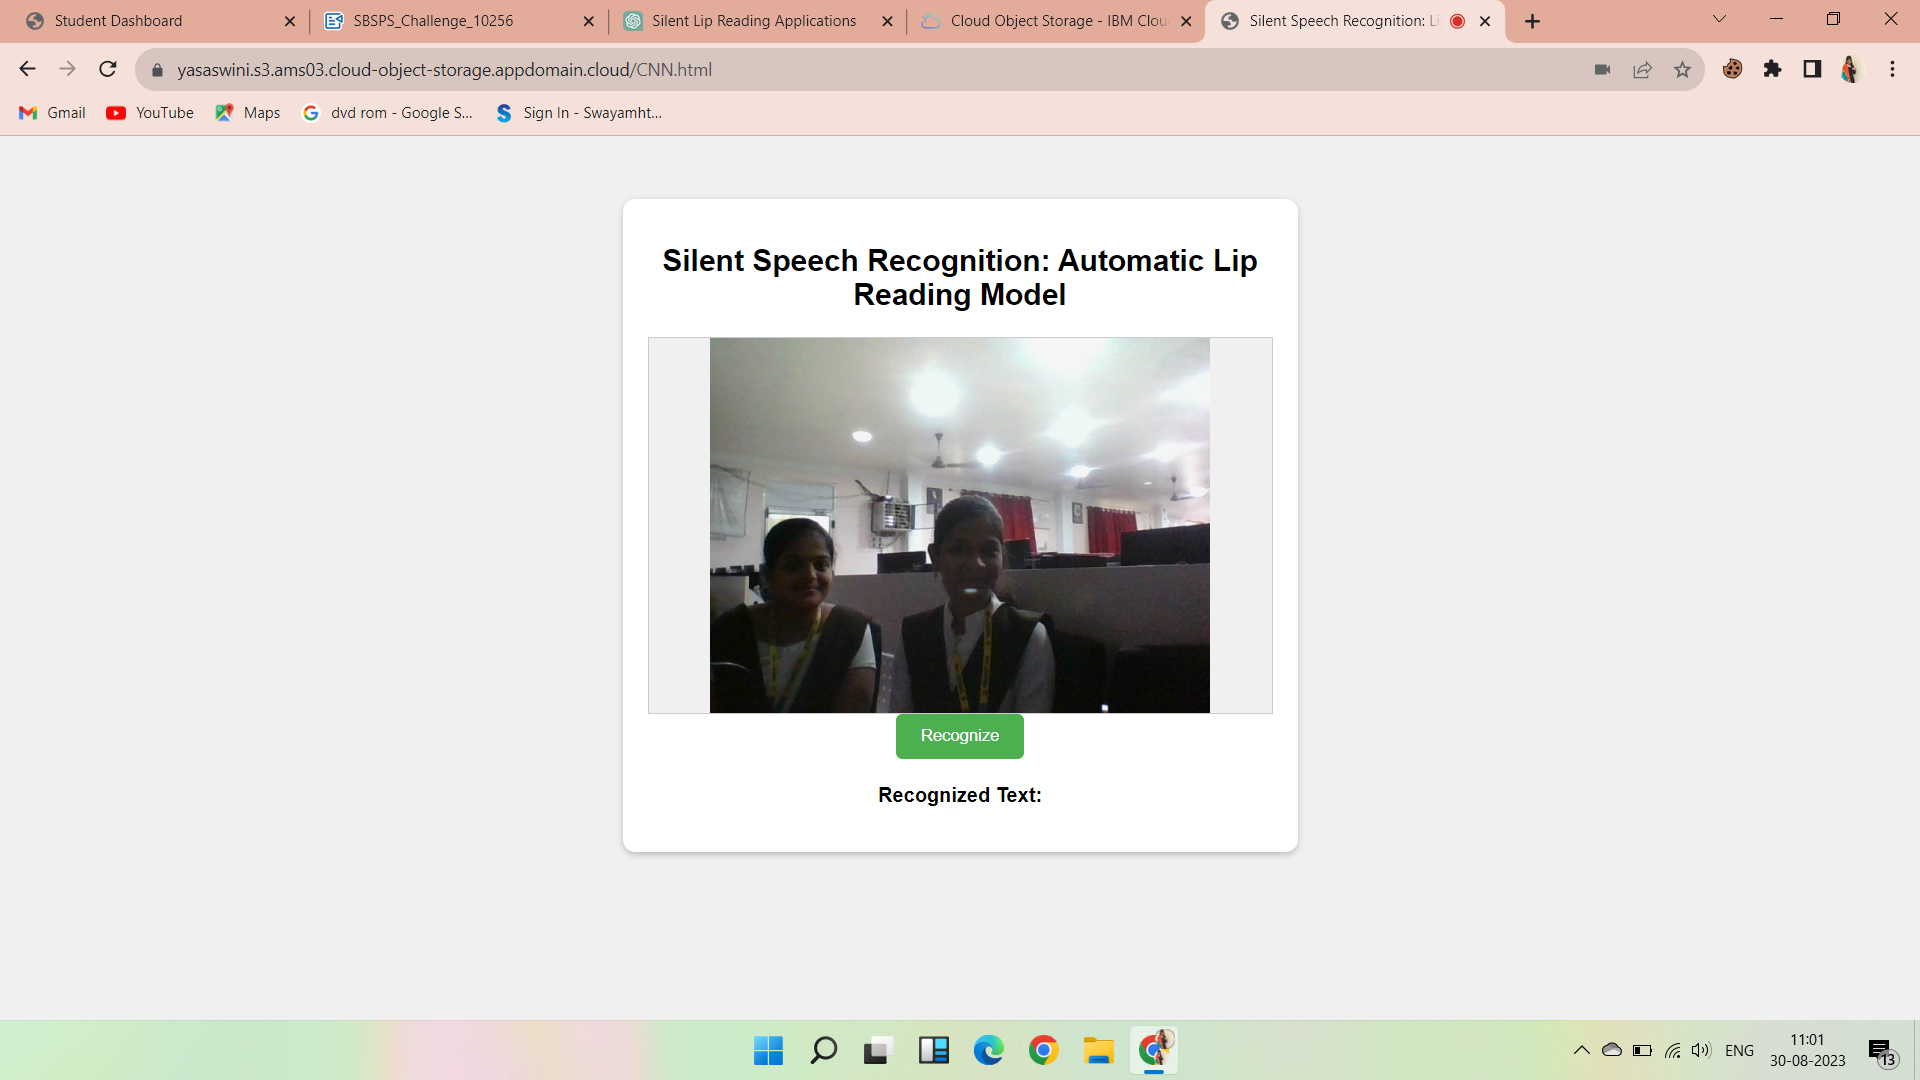 Student Dashboard
SBSPS_Challenge_10256
Silent Lip Reading Applications
Cloud Object Storage - IBM Clou
Silent Speech Recognition: Li
yasaswini.s3.ams03.cloud-object-storage.appdomain.cloud/CNN.html
Gmail
YouTube
Maps
dvd rom - Google S...
Sign In - Swayamht...
Silent Speech Recognition: Automatic Lip
Reading Model
Recognize
Recognized Text:
ENG
11:01
30-08-2023
13